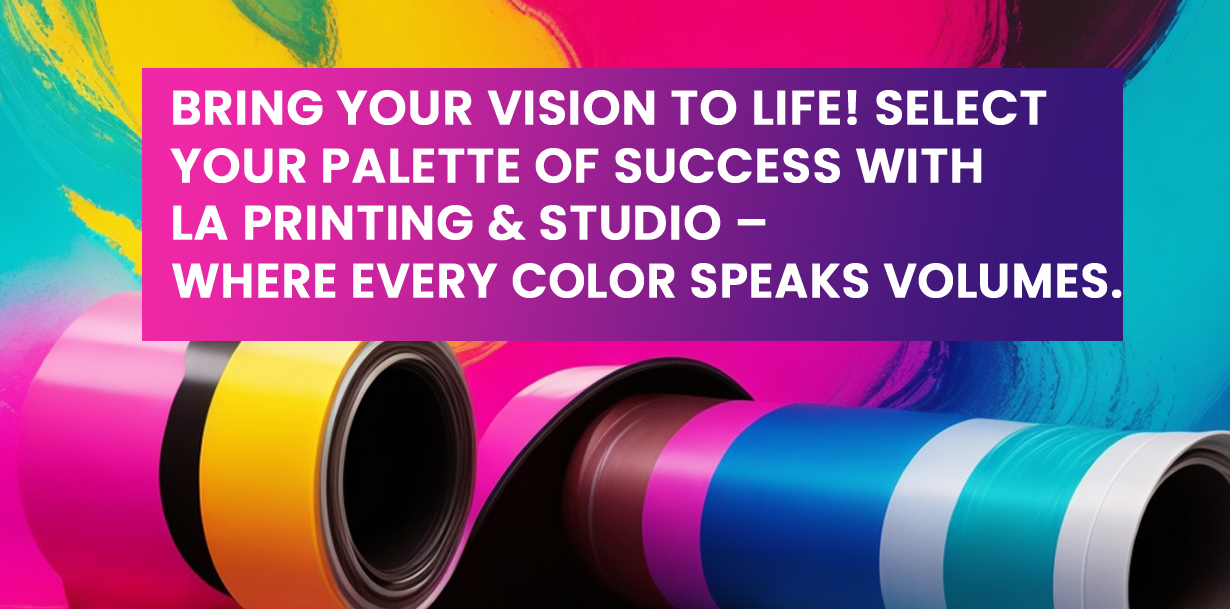 BRING YOUR VISION TO LIFE! SELECT
YOUR PALETTE OF SUCCESS WITH
LA PRINTING & STUDIO –
WHERE EVERY COLOR SPEAKS VOLUMES.